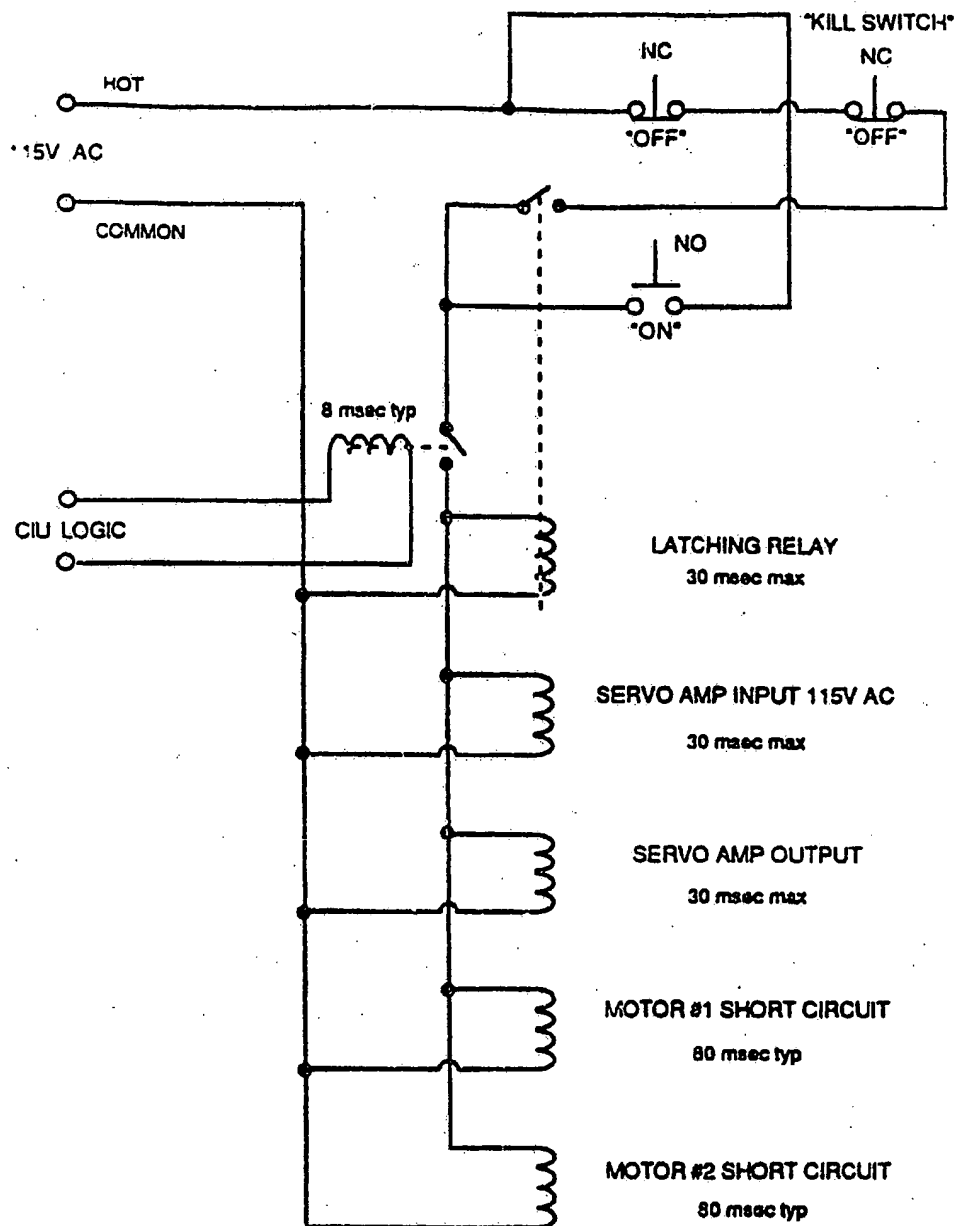 "KILL SWITCH"
NC
NC
HOT
"OFF"
"OFF"
115V AC
COMMON
NO
"ON"
8 msec typ
CIU LOGIC
LATCHING RELAY
30 msec max
SERVO AMP INPUT 115V AC
30 msec max
SERVO AMP OUTPUT
30 msec max
MOTOR #1 SHORT CIRCUIT
80 msec typ
MOTOR #2 SHORT CIRCUIT
80 msec typ